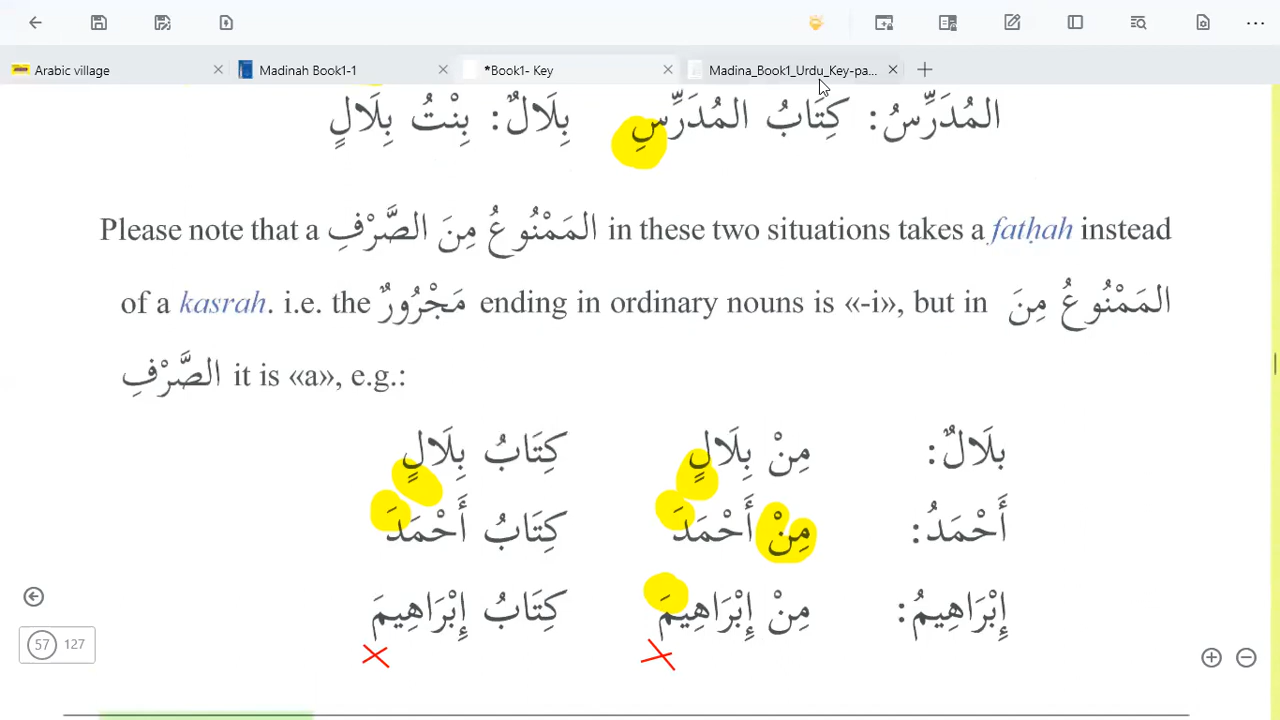 Arabic village
Madinah Book1-1
*Book1- Key
Madina_Book1_Urdu_Key-pa...
المُدَرِّسُ: كِتَابُ المُدَرِّسِ بِلَالٌ: بِنْتُ بِلَالٍ
Please note that a المَمْنُوعُ مِنَ الصَّرْفِ in these two situations takes a fatḥah instead
of a kasrah. i.e. the مَجْرُورٌ ending in ordinary nouns is «-i», but in المَمْنُوعُ مِنَ
الصَّرْفِ it is «a», e.g.:
بلَالٌ: مِنْ بِلَالٍ كِتَابُ بِلَالٍ
أَحْمَدُ: مِنْ أَحْمَدَ كِتَابُ أَحْمَدَ
إِبْرَاهِيمُ: مِنْ إِبْرَاهِيمَ كِتَابُ إِبْرَاهِيمَ
57 127